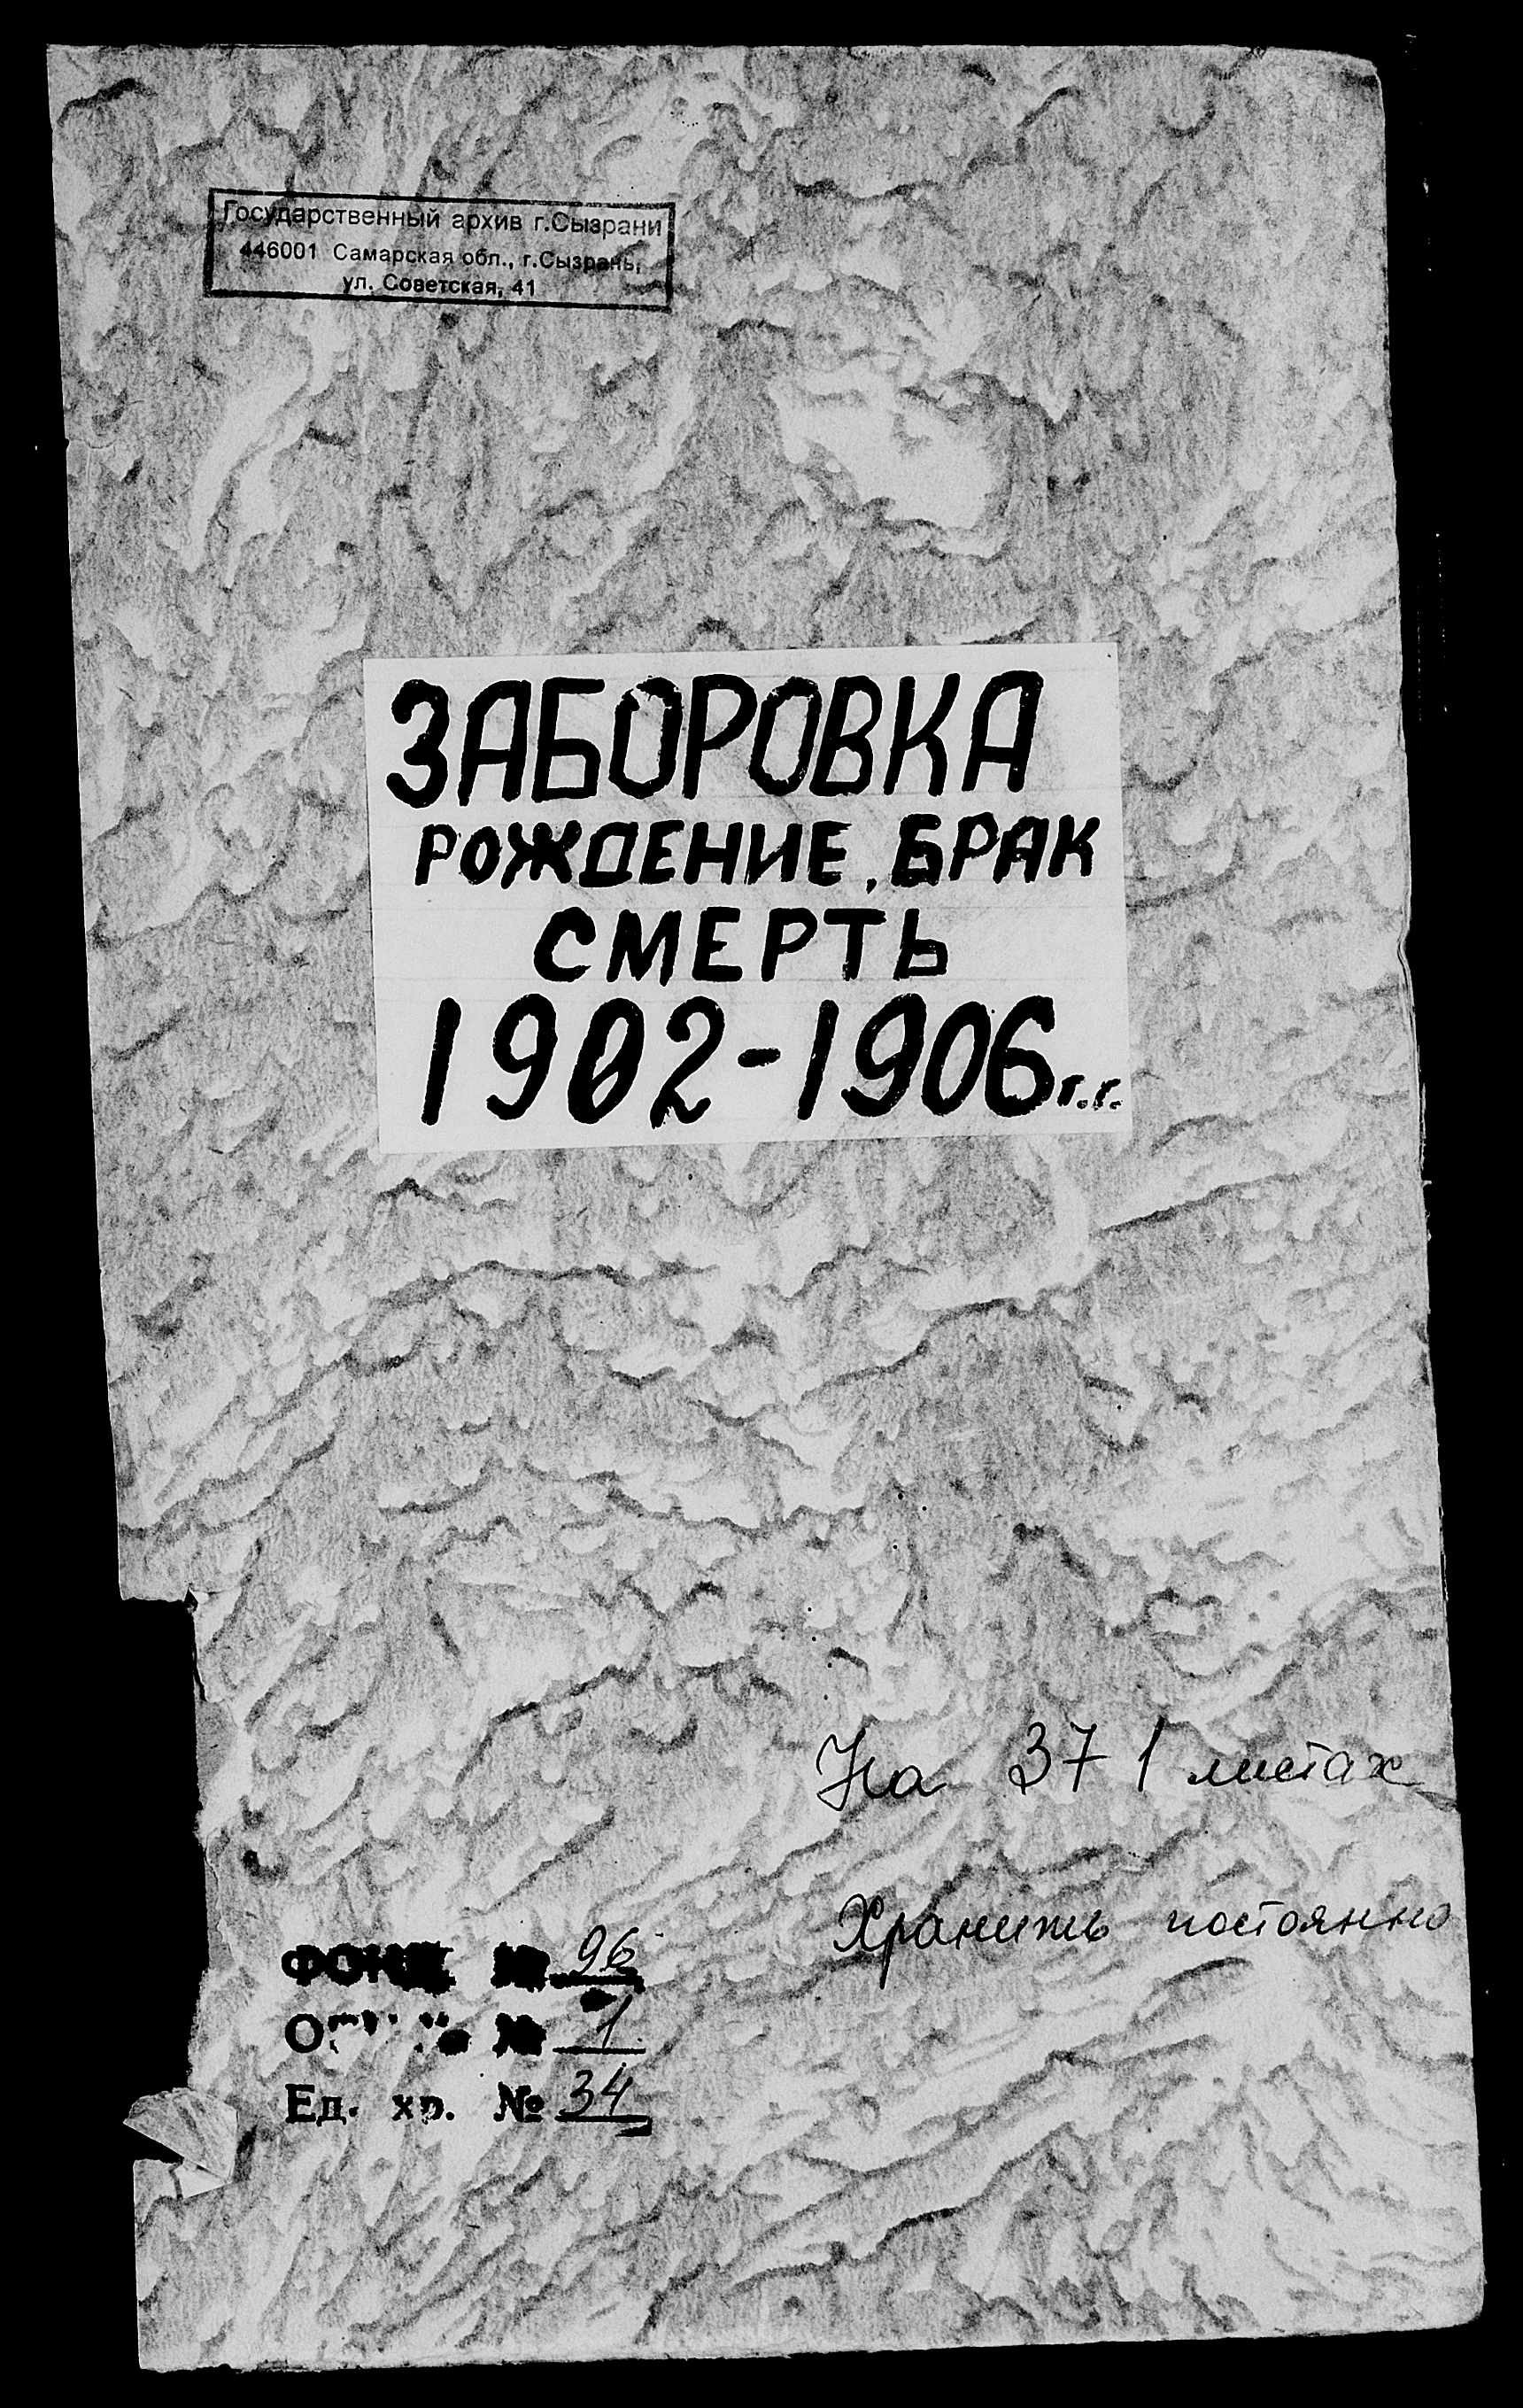 Государственный архив г.Сызрани
446001 Самарская обл., г.Сызрань,
ул. Советская, 41
ЗАБОРОВКА
РОЖДЕНИЕ, БРАК
СМЕРТЬ
1902-1906г.г.
На 371 листах
Хранить постоянно
ФОНД № 96
№ 1
Ед. хр. № 34